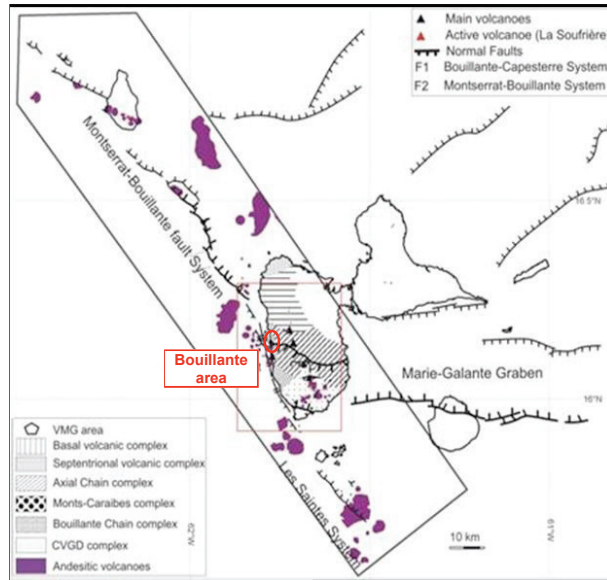 Main volcanoes
Active volcanoe (La Soufrière)
Normal Faults
F1 Bouillante-Capesterre System
F2 Montserrat-Bouillante System
Montserrat-Bouillante fault System
16.5°N
Bouillante
area
Marie-Galante Graben
16°N
Les Saintes System
62°W
61°W
10 km
VMG area
Basal volcanic complex
Septentrional volcanic complex
Axial Chain complex
Monts-Caraibes complex
Bouillante Chain complex
CVGD complex
Andesitic volcanoes